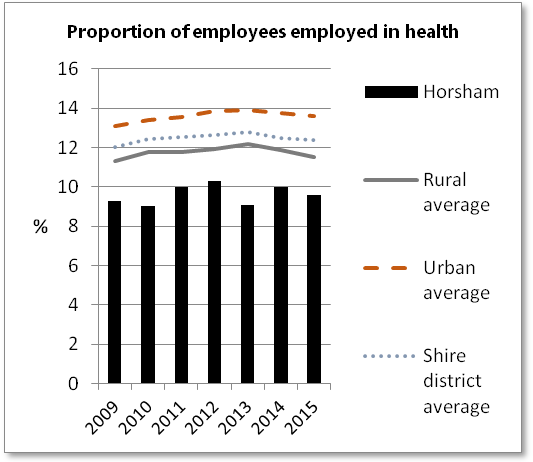 Proportion of employees employed in health
16
14
12
10
8
6
4
2
0
%
2009
2010
2011
2012
2013
2014
2015
Horsham
Rural
average
Urban
average
Shire
district
average